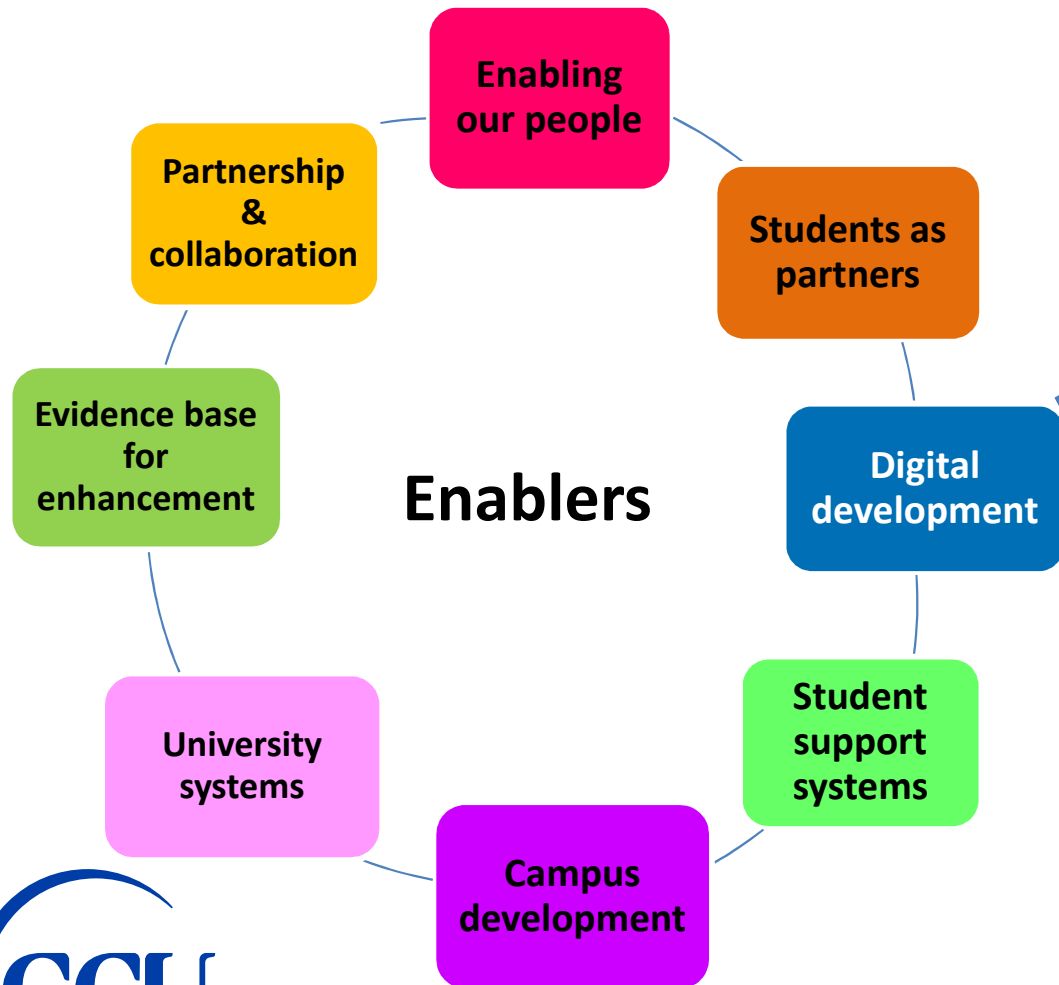 Enabling
our people
Students as
partners
Digital
development
Student
support
systems
Campus
development
University
systems
Evidence base
for
enhancement
Partnership
&
collaboration
Enablers